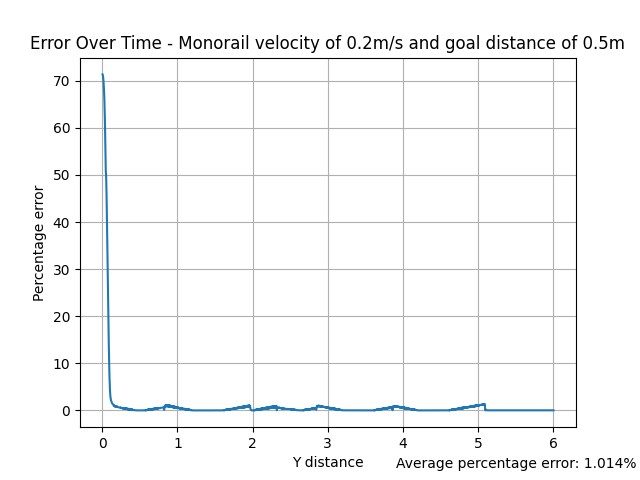 Error Over Time - Monorail velocity of 0.2m/s and goal distance of 0.5m
70
60
50
40
30
20
10
0
Percentage error
0 1 2 3 4 5 6
Y distance
Average percentage error: 1.014%